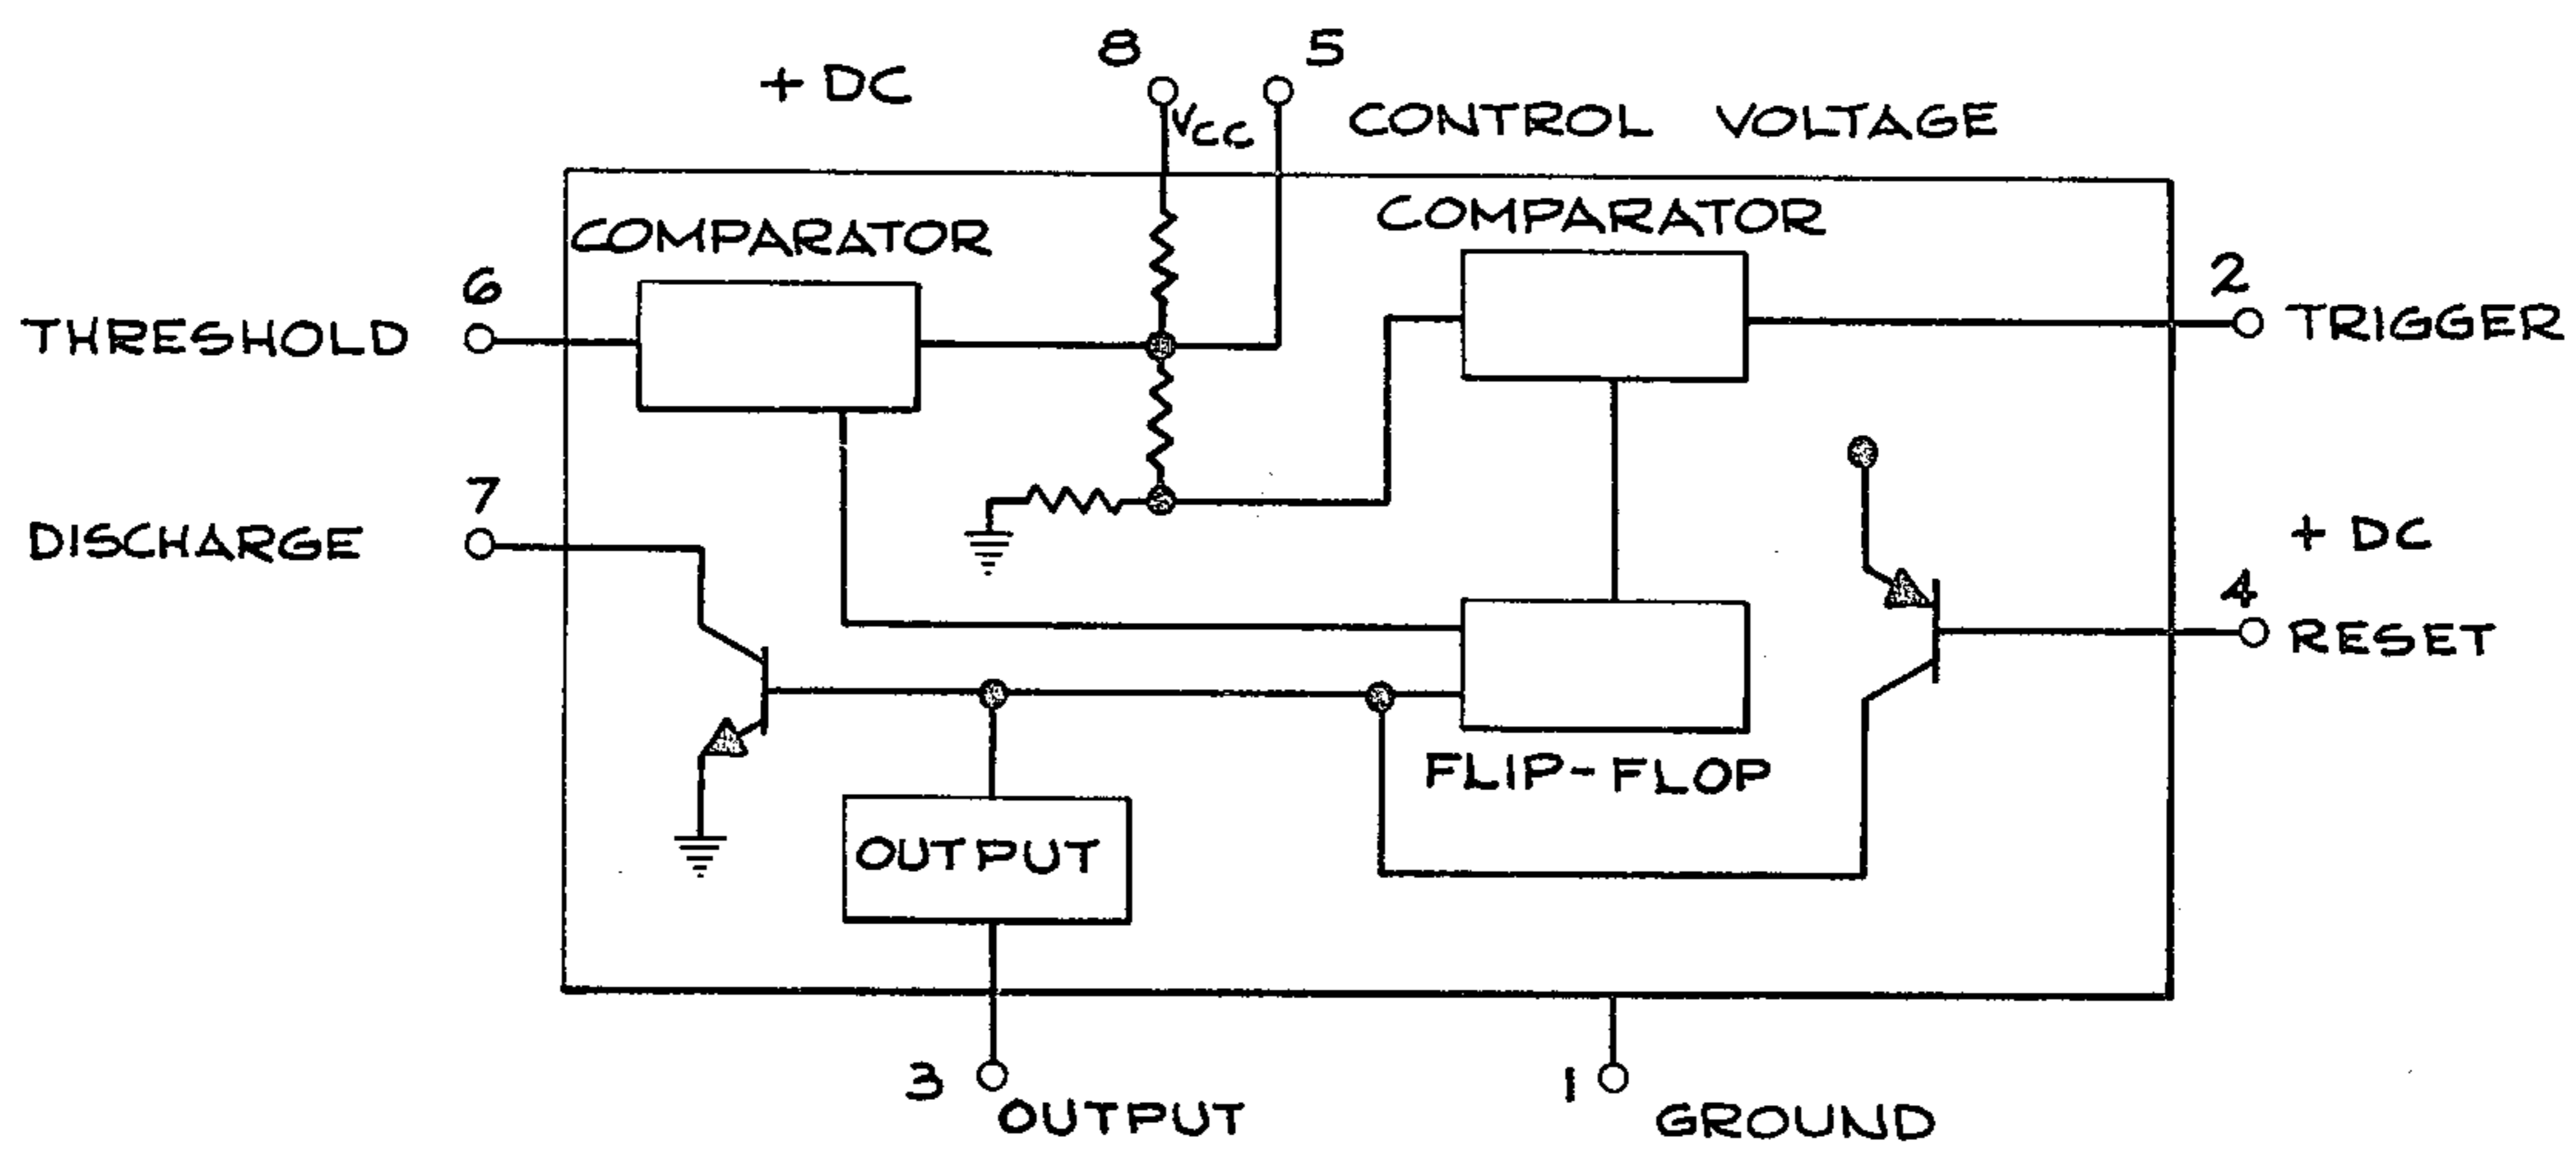 8
5
+ DC
VCC
CONTROL VOLTAGE
COMPARATOR
COMPARATOR
6
THRESHOLD
2
TRIGGER
7
DISCHARGE
+ DC
4
RESET
FLIP-FLOP
OUTPUT
3
OUTPUT
1
GROUND